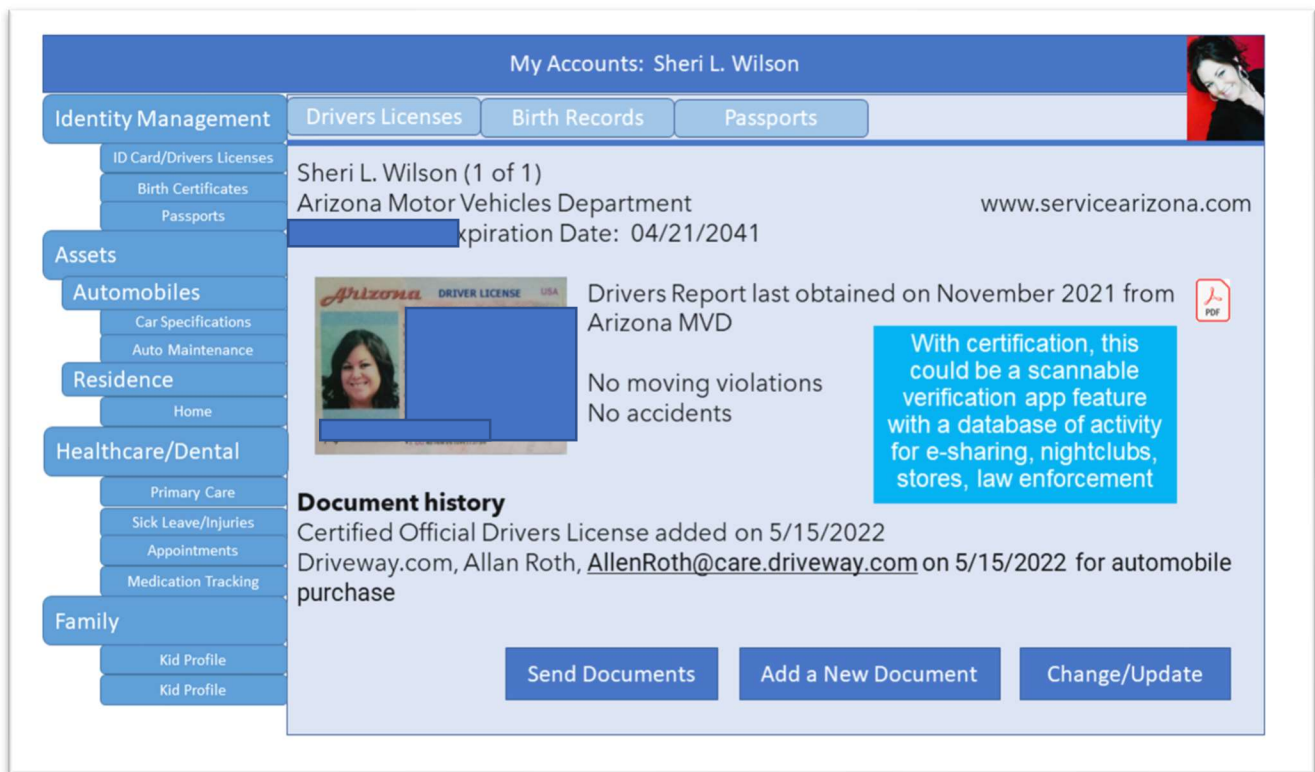 My Accounts: Sheri L. Wilson
Identity Management
ID Card/Drivers Licenses
Birth Certificates
Passports
Assets
Automobiles
Car Specifications
Auto Maintenance
Residence
Home
Healthcare/Dental
Primary Care
Sick Leave/Injuries
Appointments
Medication Tracking
Family
Kid Profile
Kid Profile
Drivers Licenses
Birth Records
Passports
Sheri L. Wilson (1 of 1)
Arizona Motor Vehicles Department
www.servicearizona.com
xpiration Date: 04/21/2041
Arizona DRIVER LICENSE USA
Drivers Report last obtained on November 2021 from
Arizona MVD
PDF
No moving violations
No accidents
With certification, this
could be a scannable
verification app feature
with a database of activity
for e-sharing, nightclubs,
stores, law enforcement
Document history
Certified Official Drivers License added on 5/15/2022
Driveway.com, Allan Roth, AllenRoth@care.driveway.com on 5/15/2022 for automobile
purchase
Send Documents
Add a New Document
Change/Update